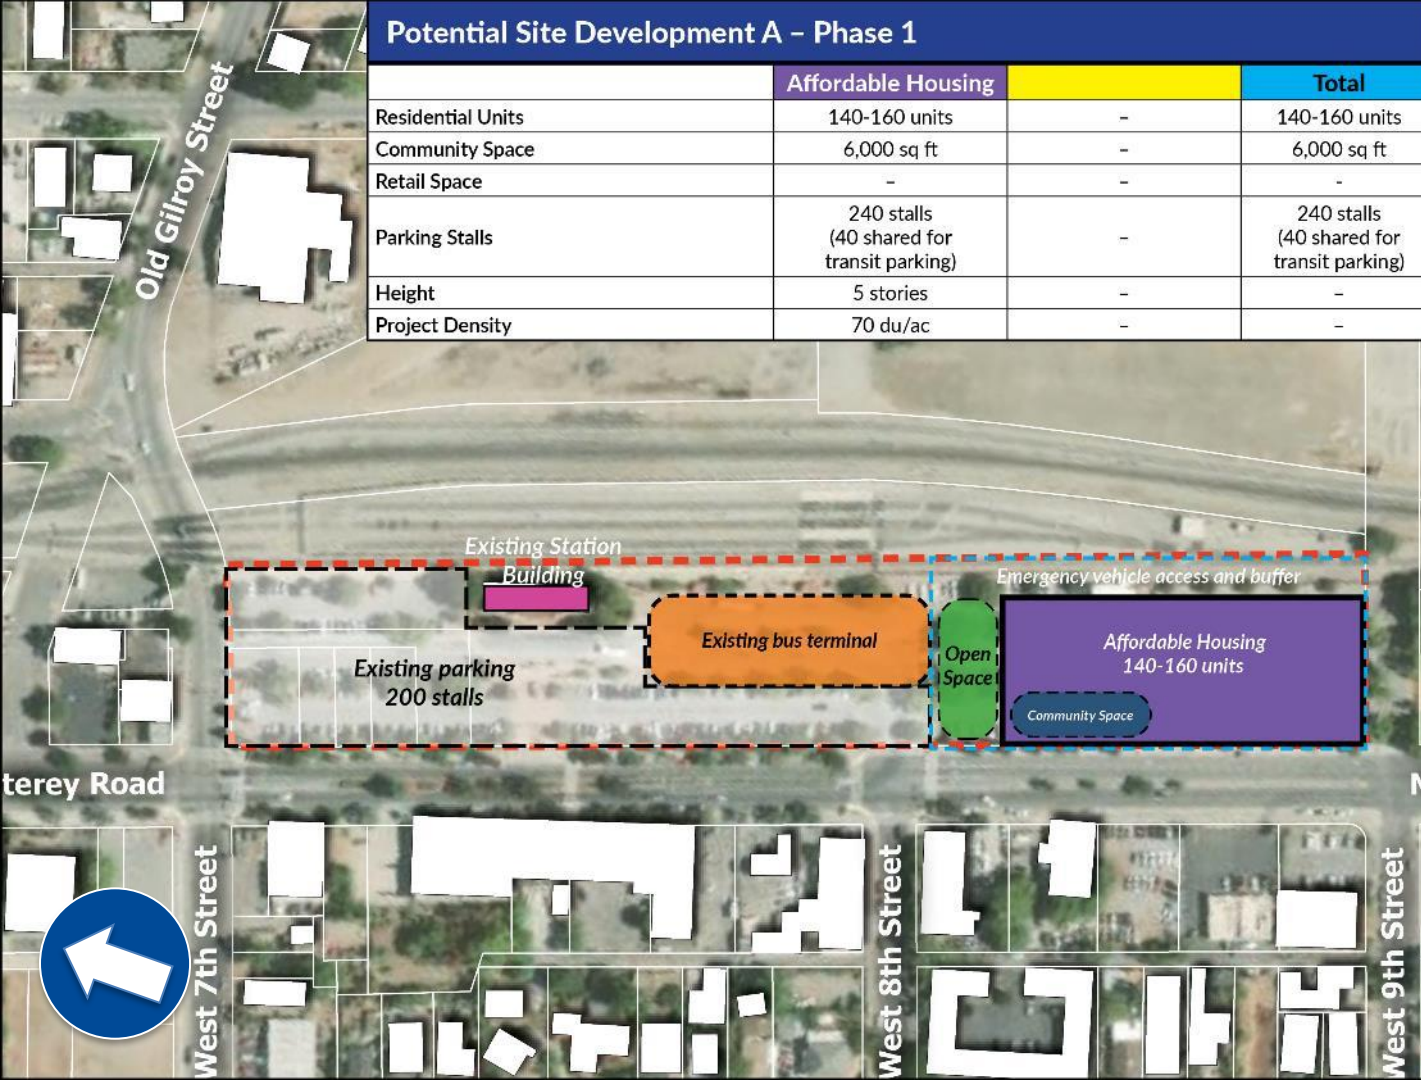 Potential Site Development A – Phase 1
Affordable Housing Total
Residential Units 140-160 units – 140-160 units
Community Space 6,000 sq ft – 6,000 sq ft
Retail Space – – -
Parking Stalls 240 stalls (40 shared for transit parking) – 240 stalls (40 shared for transit parking)
Height 5 stories – –
Project Density 70 du/ac – –
Old Gilroy Street
Existing Station
Building
Emergency vehicle access and buffer
Existing bus terminal
Open
Space
Affordable Housing
140-160 units
Community Space
Existing parking
200 stalls
terey Road
N
West 7th Street
West 8th Street
West 9th Street